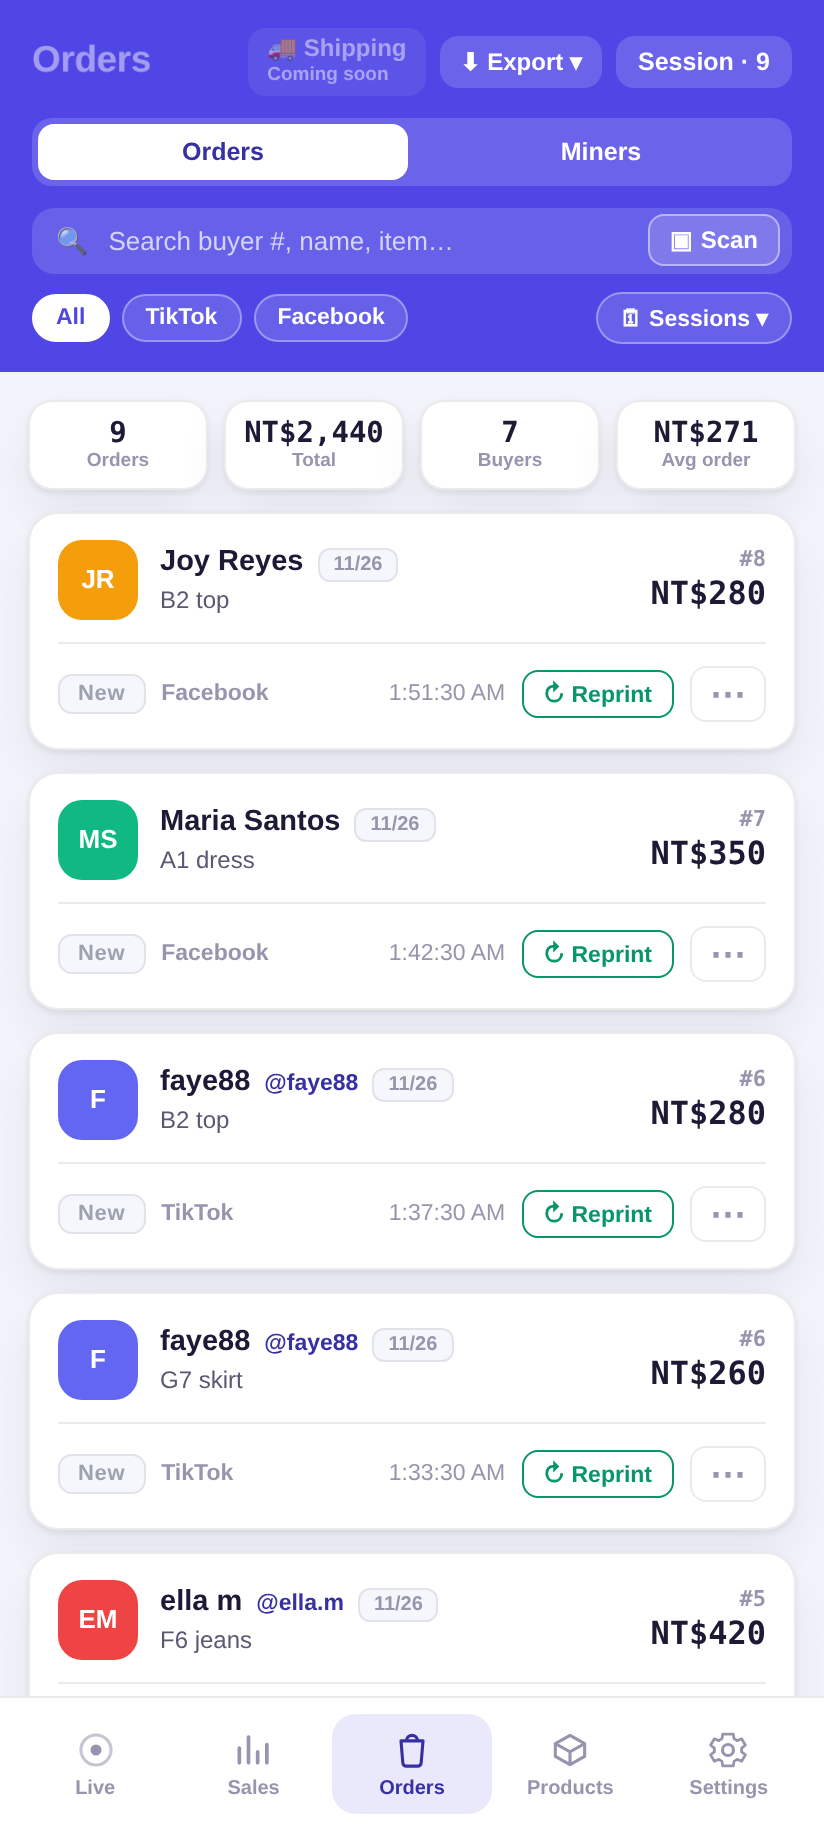 Orders
🚚 Shipping
Coming soon
⬇ Export ▾
Session · 9
Orders
Miners
🔍 Search buyer #, name, item…
▣ Scan
All
TikTok
Facebook
🗓 Sessions ▾
9
Orders
NT$2,440
Total
7
Buyers
NT$271
Avg order
JR
Joy Reyes 11/26
#8
B2 top
NT$280
New Facebook 1:51:30 AM ↻ Reprint ⋯
MS
Maria Santos 11/26
#7
A1 dress
NT$350
New Facebook 1:42:30 AM ↻ Reprint ⋯
F
faye88 @faye88 11/26
#6
B2 top
NT$280
New TikTok 1:37:30 AM ↻ Reprint ⋯
F
faye88 @faye88 11/26
#6
G7 skirt
NT$260
New TikTok 1:33:30 AM ↻ Reprint ⋯
EM
ella m @ella.m 11/26
#5
F6 jeans
NT$420
Live
Sales
Orders
Products
Settings